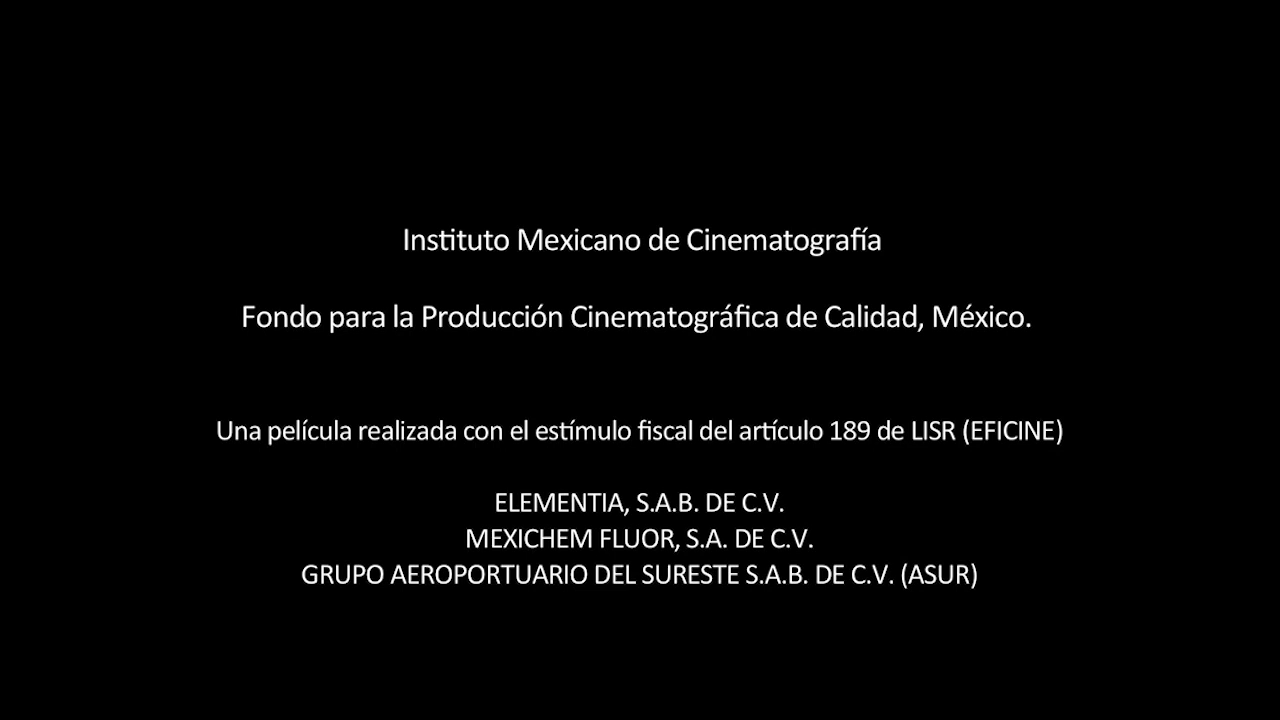 Instituto Mexicano de Cinematografía
Fondo para la Producción Cinematográfica de Calidad, México.
Una película realizada con el estímulo fiscal del artículo 189 de LISR (EFICINE)
ELEMENTIA, S.A.B. DE C.V.
MEXICHEM FLUOR, S.A. DE C.V.
GRUPO AEROPORTUARIO DEL SURESTE S.A.B. DE C.V. (ASUR)